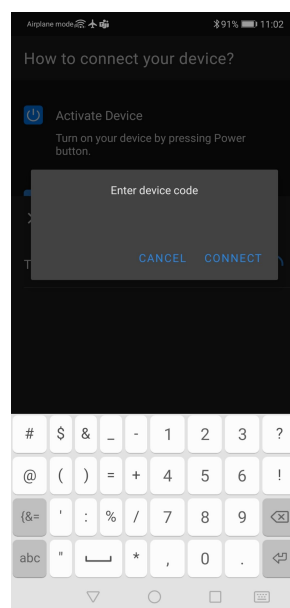 Airplane mode 91% 11:02
How to connect your device?
Activate Device
Turn on your device by pressing Power
button.
Enter device code
T
CANCEL CONNECT
# $ & _ - 1 2 3 ?
@ ( ) = + 4 5 6 !
{&= ' : % / 7 8 9
abc " * , 0 .